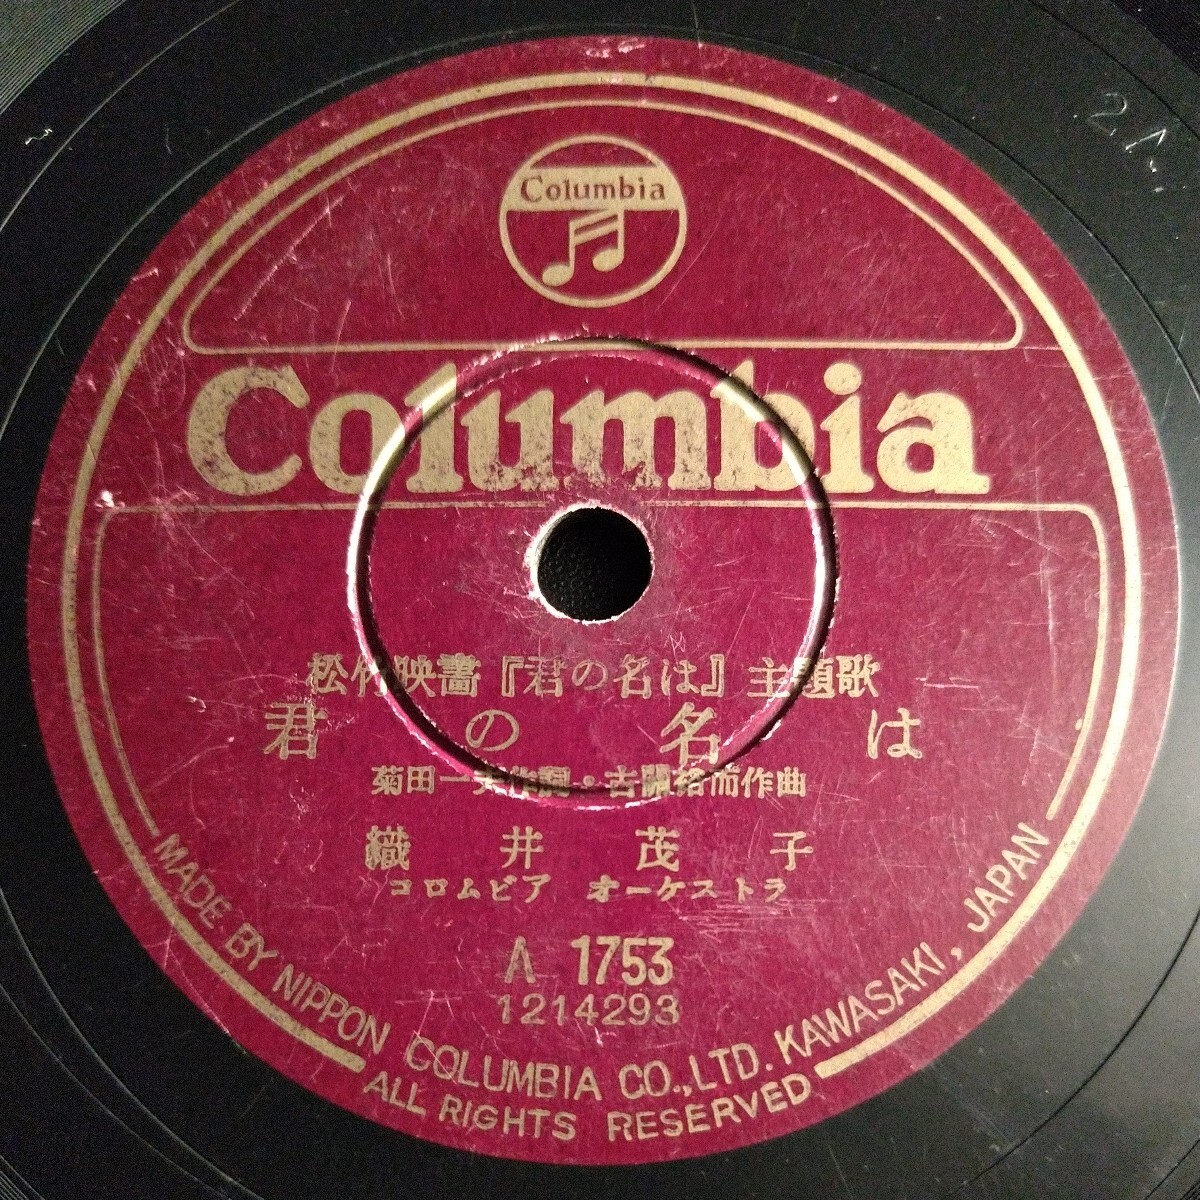 2A
Columbia
Columbia
松竹映畵『君の名は』主題歌
君の名は
菊田一夫作詞・古關裕而作曲
織井茂子
コロムビア オーケストラ
A 1753
1214293
MADE BY NIPPON COLUMBIA CO.,LTD. KAWASAKI, JAPAN
ALL RIGHTS RESERVED